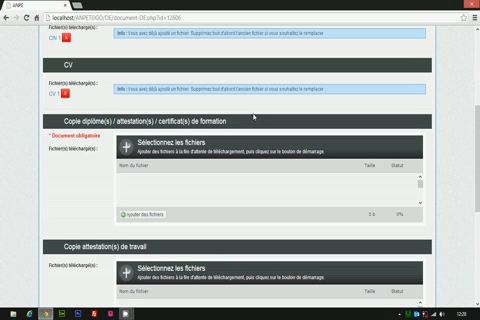 ANPE
localhost/ANPETOGO/DE/document-DE.php?id=12606
Fichier(s) téléchargé(s) :
CIN 1 X
Info : Vous avez déjà ajouté un fichier. Supprimez tout d'abord l'ancien fichier si vous souhaitez le remplacer.
CV
Fichier(s) téléchargé(s) :
CV 1 X
Info : Vous avez déjà ajouté un fichier. Supprimez tout d'abord l'ancien fichier si vous souhaitez le remplacer.
Copie diplôme(s) / attestation(s) / certificat(s) de formation
* Document obligatoire
Fichier(s) téléchargé(s) :
Sélectionnez les fichiers
Ajouter des fichiers à la file d'attente de téléchargement, puis cliquez sur le bouton de démarrage.
Nom du fichier Taille Statut
Ajouter des fichiers 0 b 0%
Copie attestation(s) de travail
Fichier(s) téléchargé(s) :
Sélectionnez les fichiers
Ajouter des fichiers à la file d'attente de téléchargement, puis cliquez sur le bouton de démarrage.
Nom du fichier Taille Statut
12:28